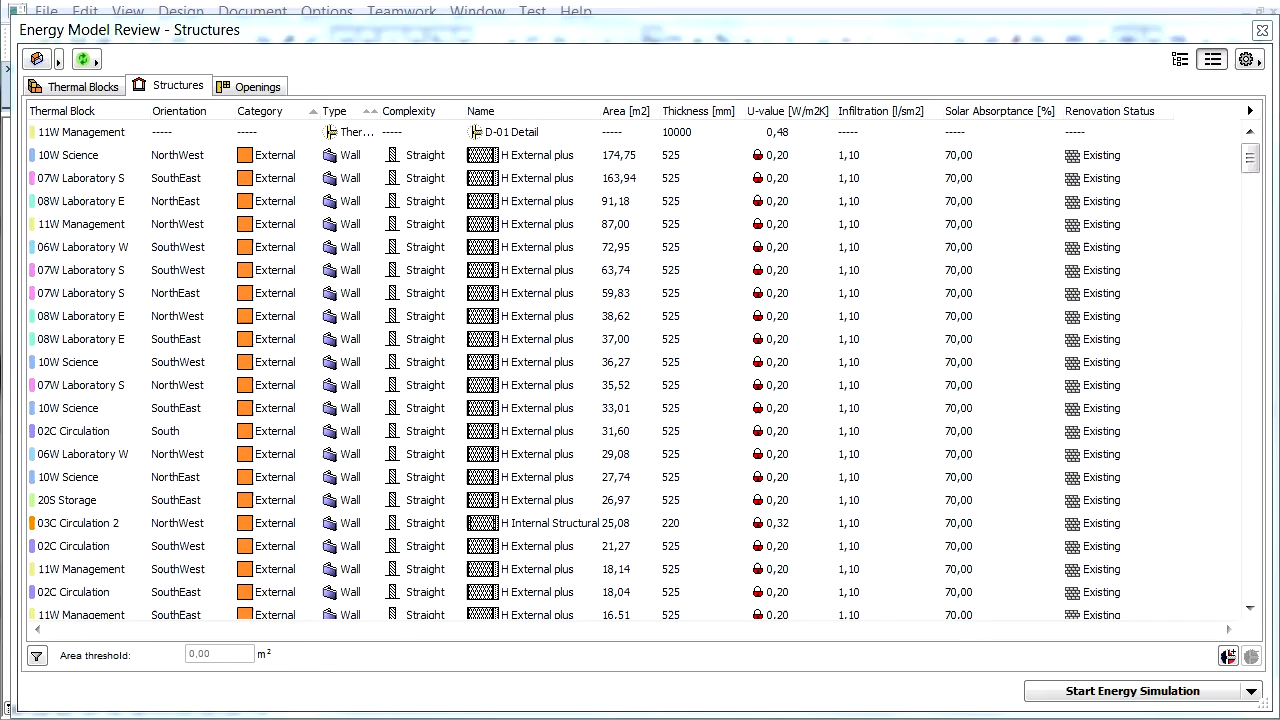 File Edit View Design Document Options Teamwork Window Test Help
Energy Model Review - Structures
Thermal Blocks Structures Openings
Thermal Block Orientation Category Type Complexity Name Area [m2] Thickness [mm] U-value [W/m2K] Infiltration [l/sm2] Solar Absorptance [%] Renovation Status
11W Management ----- ----- Ther... ----- D-01 Detail ----- 10000 0,48 ----- ----- -----
10W Science NorthWest External Wall Straight H External plus 174,75 525 0,20 1,10 70,00 Existing
07W Laboratory S SouthEast External Wall Straight H External plus 163,94 525 0,20 1,10 70,00 Existing
08W Laboratory E NorthEast External Wall Straight H External plus 91,18 525 0,20 1,10 70,00 Existing
11W Management NorthWest External Wall Straight H External plus 87,00 525 0,20 1,10 70,00 Existing
06W Laboratory W SouthWest External Wall Straight H External plus 72,95 525 0,20 1,10 70,00 Existing
07W Laboratory S SouthWest External Wall Straight H External plus 63,74 525 0,20 1,10 70,00 Existing
07W Laboratory S NorthEast External Wall Straight H External plus 59,83 525 0,20 1,10 70,00 Existing
08W Laboratory E NorthWest External Wall Straight H External plus 38,62 525 0,20 1,10 70,00 Existing
08W Laboratory E SouthEast External Wall Straight H External plus 37,00 525 0,20 1,10 70,00 Existing
10W Science SouthWest External Wall Straight H External plus 36,27 525 0,20 1,10 70,00 Existing
07W Laboratory S NorthWest External Wall Straight H External plus 35,52 525 0,20 1,10 70,00 Existing
10W Science SouthEast External Wall Straight H External plus 33,01 525 0,20 1,10 70,00 Existing
02C Circulation South External Wall Straight H External plus 31,60 525 0,20 1,10 70,00 Existing
06W Laboratory W NorthWest External Wall Straight H External plus 29,08 525 0,20 1,10 70,00 Existing
10W Science NorthEast External Wall Straight H External plus 27,74 525 0,20 1,10 70,00 Existing
20S Storage SouthEast External Wall Straight H External plus 26,97 525 0,20 1,10 70,00 Existing
03C Circulation 2 NorthWest External Wall Straight H Internal Structural 25,08 220 0,32 1,10 70,00 Existing
02C Circulation SouthWest External Wall Straight H External plus 21,27 525 0,20 1,10 70,00 Existing
11W Management SouthWest External Wall Straight H External plus 18,14 525 0,20 1,10 70,00 Existing
02C Circulation SouthEast External Wall Straight H External plus 18,04 525 0,20 1,10 70,00 Existing
11W Management SouthEast External Wall Straight H External plus 16,51 525 0,20 1,10 70,00 Existing
Area threshold: 0,00 m²
Start Energy Simulation